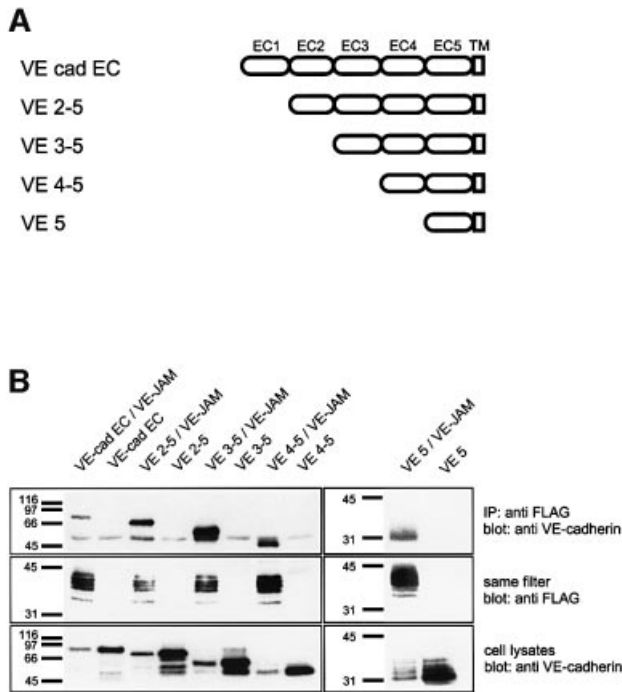 A
EC1 EC2 EC3 EC4 EC5 TM
VE cad EC
VE 2-5
VE 3-5
VE 4-5
VE 5
B
VE-cad EC / VE-JAM
VE-cad EC
VE 2-5 / VE-JAM
VE 2-5
VE 3-5 / VE-JAM
VE 3-5
VE 4-5 / VE-JAM
VE 4-5
VE 5 / VE-JAM
VE 5
116
97
66
45
45
31
IP: anti FLAG
blot: anti VE-cadherin
45
31
45
31
same filter
blot: anti FLAG
116
97
66
45
45
31
cell lysates
blot: anti VE-cadherin